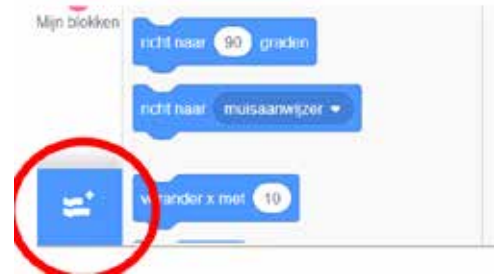 Mijn blokken
richt naar 90 graden
richt naar muisaanwijzer
verander x met 10